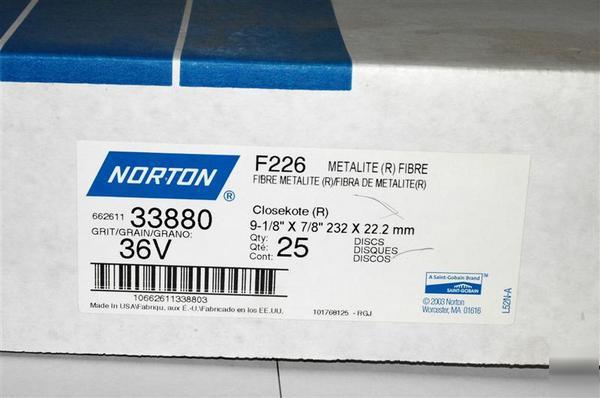 NORTON ®
F226 METALITE (R) FIBRE
FIBRE METALITE (R)/FIBRA DE METALITE(R)
662611 33880
GRIT/GRAIN/GRANO:
36V
Closekote (R)
9-1/8" X 7/8" 232 X 22.2 mm
Qty:
Qté:
Cont:
25
DISCS
DISQUES
DISCOS
10662611338803
Made In USA/Fabriqu, aux É.-U./Fabricado en los EE.UU.
101768125 - RGJ
A Saint-Gobain Brand ™
SAINT-GOBAIN
© 2003 Norton
Worcester, MA 01616
L52N-A